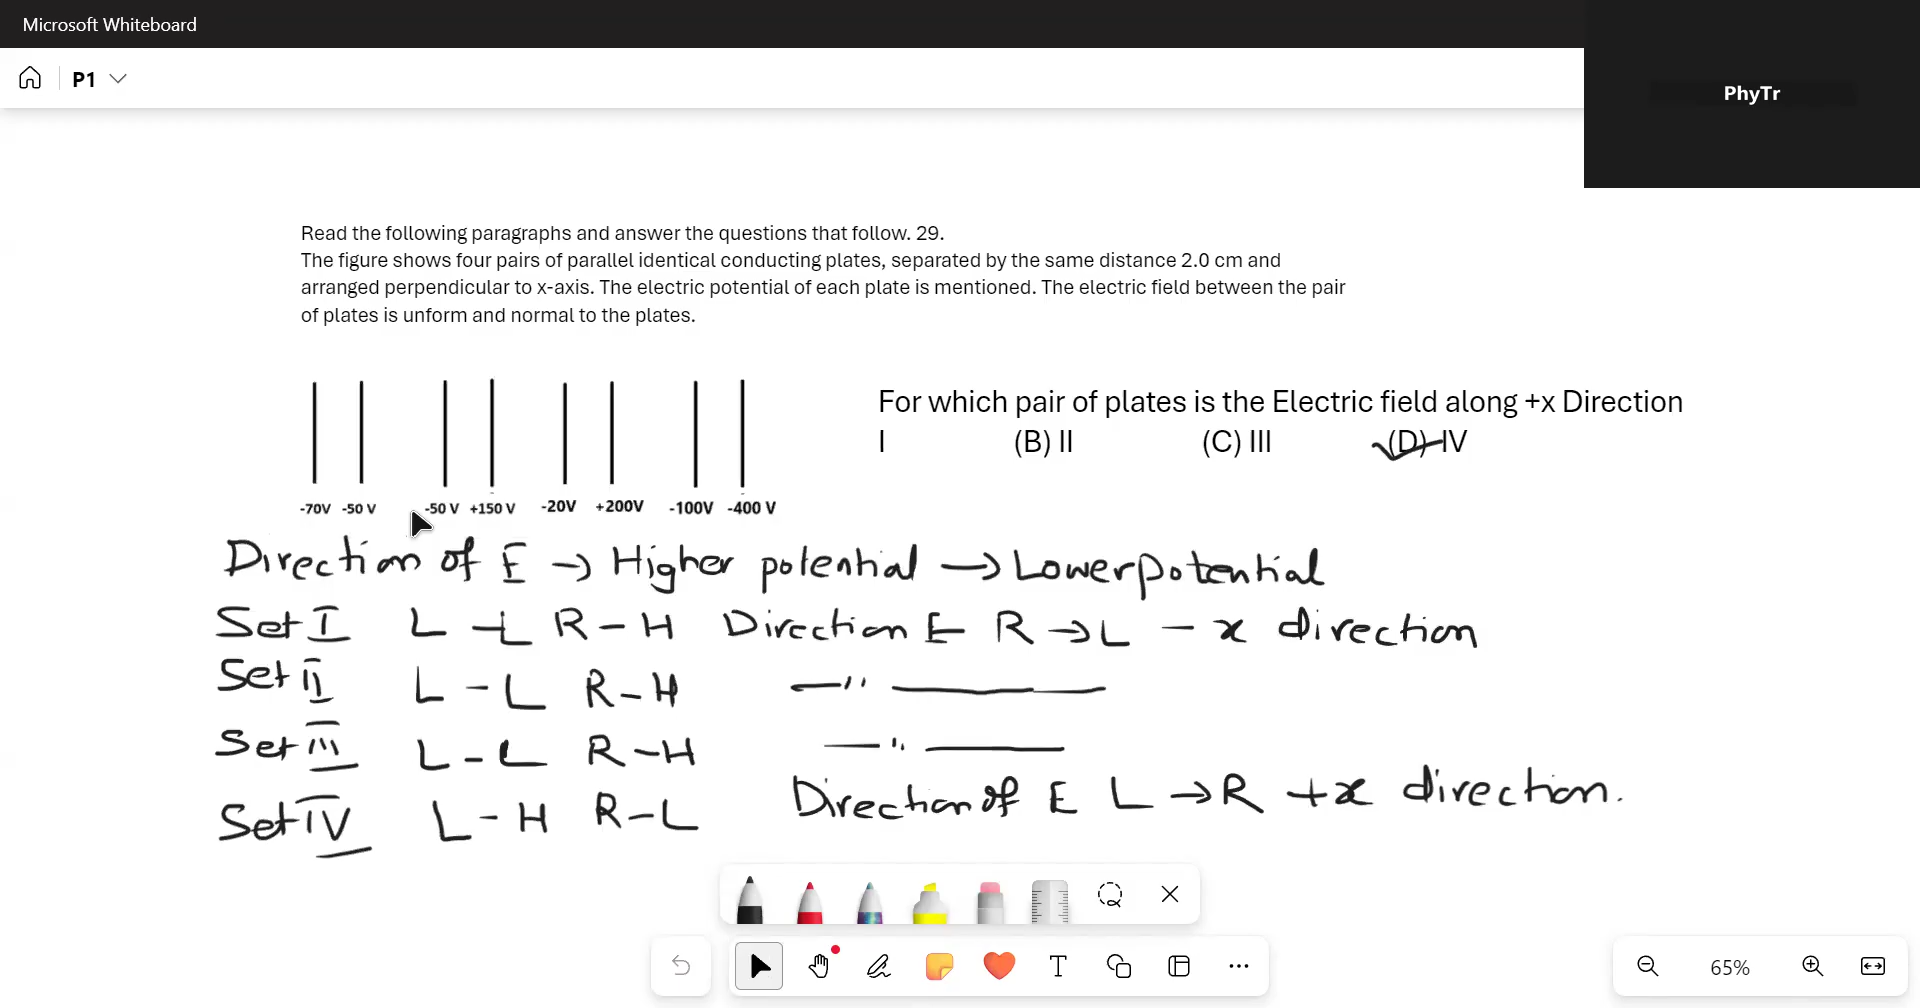 Microsoft Whiteboard
P1
PhyTr
Read the following paragraphs and answer the questions that follow. 29.
The figure shows four pairs of parallel identical conducting plates, separated by the same distance 2.0 cm and
arranged perpendicular to x-axis. The electric potential of each plate is mentioned. The electric field between the pair
of plates is unform and normal to the plates.
For which pair of plates is the Electric field along +x Direction
I (B) II (C) III (D) IV
-70V -50 V -50 V +150 V -20V +200V -100V -400 V
Direction of E → Higher potential → Lower potential
Set I L - L R - H Direction E R → L - x direction
Set II L - L R - H —"—
Set III L - L R - H —"—
Set IV L - H R - L Direction of E L → R +x direction.
65%